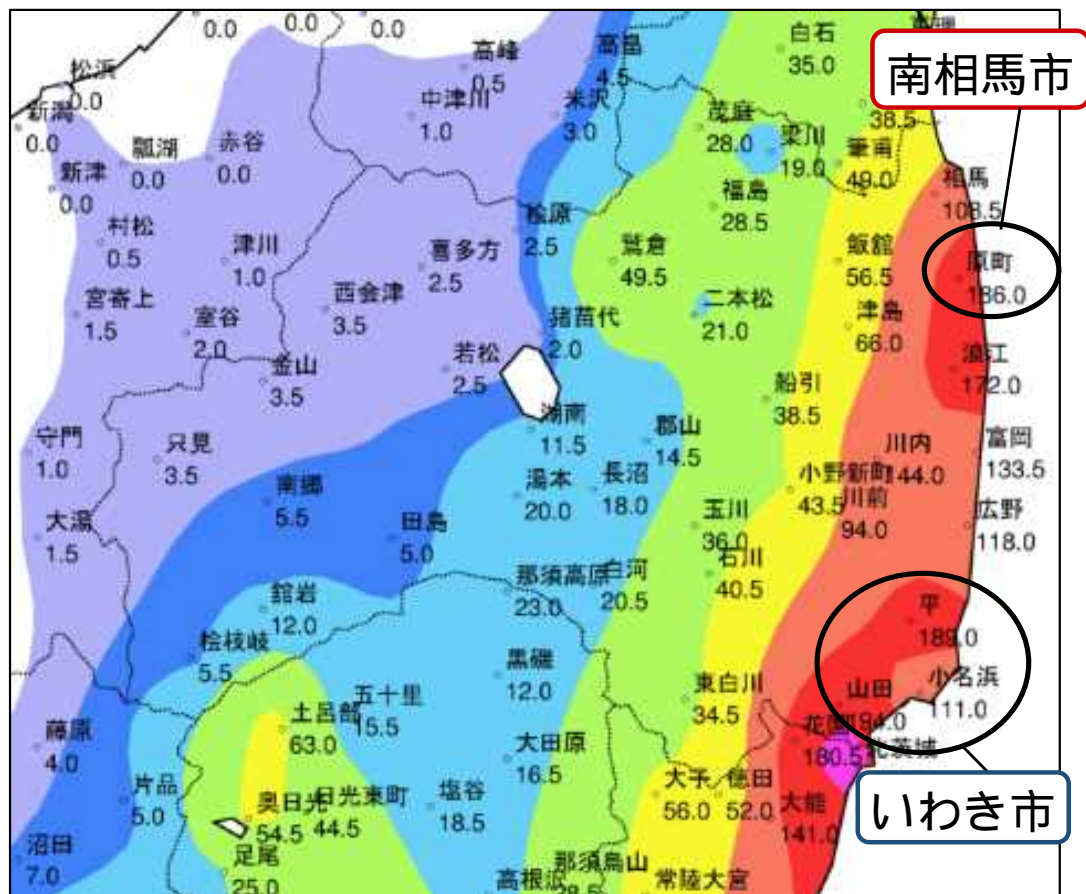 0.0
0.0
0.0
高畠
4.5
白石
35.0
南相馬市
松浜
0.0
高峰
0.5
中津川
1.0
米沢
3.0
新潟
0.0
瓢湖
0.0
赤谷
0.0
茂庭
28.0
梁川
19.0
38.5
筆甫
49.0
新津
0.0
相馬
108.5
福島
28.5
村松
0.5
津川
1.0
喜多方
2.5
桧原
2.5
鷲倉
49.5
飯舘
56.5
原町
186.0
宮寄上
1.5
室谷
2.0
西会津
3.5
猪苗代
2.0
二本松
21.0
津島
66.0
金山
3.5
若松
2.5
船引
38.5
浪江
172.0
守門
1.0
只見
3.5
湖南
11.5
郡山
14.5
川内
144.0
富岡
133.5
南郷
5.5
湯本
20.0
長沼
18.0
小野新町
43.5
川前
94.0
大湯
1.5
田島
5.0
玉川
36.0
広野
118.0
石川
40.5
舘岩
12.0
那須高原
23.0
白河
20.5
平
189.0
桧枝岐
5.5
黒磯
12.0
東白川
34.5
山田
194.0
小名浜
111.0
藤原
4.0
土呂部
63.0
五十里
15.5
大田原
16.5
花園
180.5
北茨城
片品
5.0
奥日光
54.5
日光東町
44.5
塩谷
18.5
大子
56.0
徳田
52.0
大能
141.0
いわき市
沼田
7.0
足尾
25.0
高根沢
那須烏山
28.5
常陸大宮